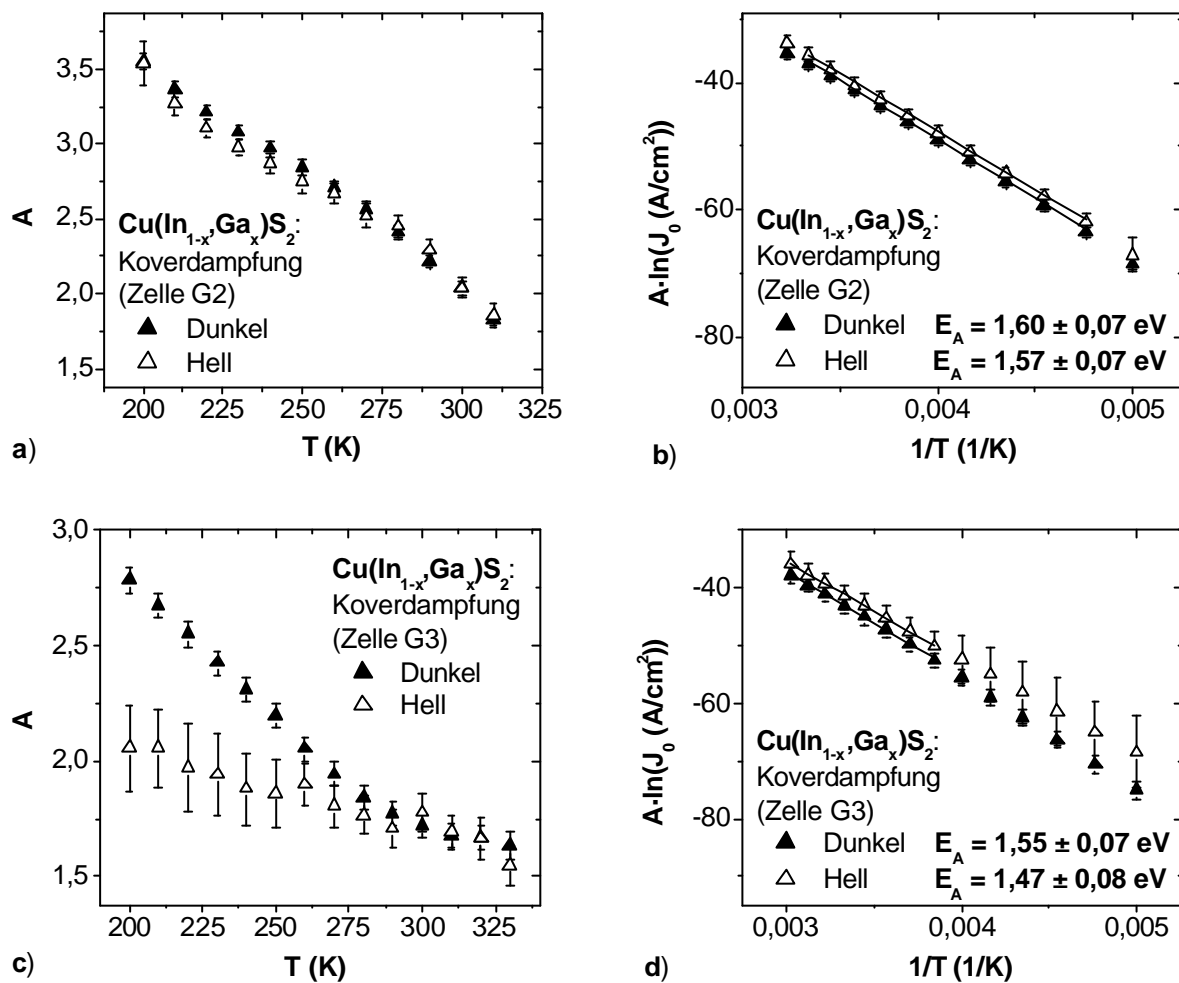 3,5
3,0
2,5
2,0
1,5
A
Cu(In1-x,Gax)S2:
Koverdampfung
(Zelle G2)
Dunkel
Hell
200 225 250 275 300 325
T (K)
a)
-40
-60
-80
A·ln(J0 (A/cm²))
Cu(In1-x,Gax)S2:
Koverdampfung
(Zelle G2)
Dunkel EA = 1,60 ± 0,07 eV
Hell EA = 1,57 ± 0,07 eV
0,003 0,004 0,005
1/T (1/K)
b)
3,0
2,5
2,0
1,5
A
Cu(In1-x,Gax)S2:
Koverdampfung
(Zelle G3)
Dunkel
Hell
200 225 250 275 300 325
T (K)
c)
-40
-60
-80
A·ln(J0 (A/cm²))
Cu(In1-x,Gax)S2:
Koverdampfung
(Zelle G3)
Dunkel EA = 1,55 ± 0,07 eV
Hell EA = 1,47 ± 0,08 eV
0,003 0,004 0,005
1/T (1/K)
d)